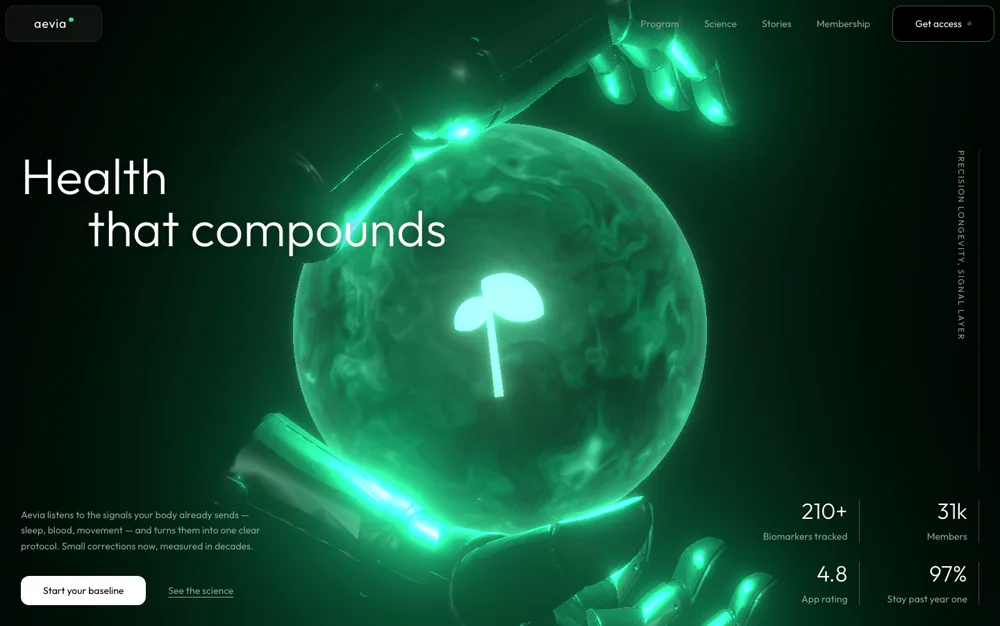 aevia
Program
Science
Stories
Membership
Get access
Health
that compounds
PRECISION LONGEVITY, SIGNAL LAYER
Aevia listens to the signals your body already sends —
sleep, blood, movement — and turns them into one clear
protocol. Small corrections now, measured in decades.
Start your baseline
See the science
210+
Biomarkers tracked
31k
Members
4.8
App rating
97%
Stay past year one